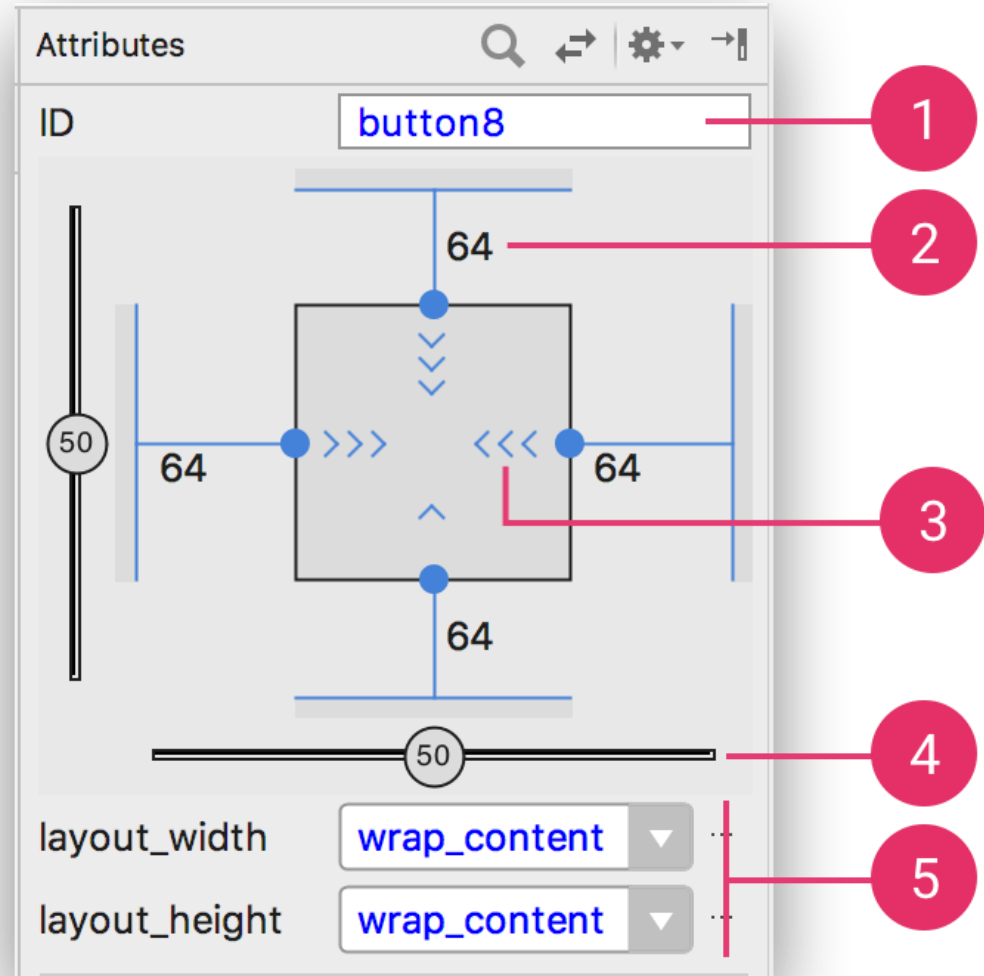 Attributes
ID button8 1
64 2
50 64 64
3
64
50 4
layout_width wrap_content
5
layout_height wrap_content